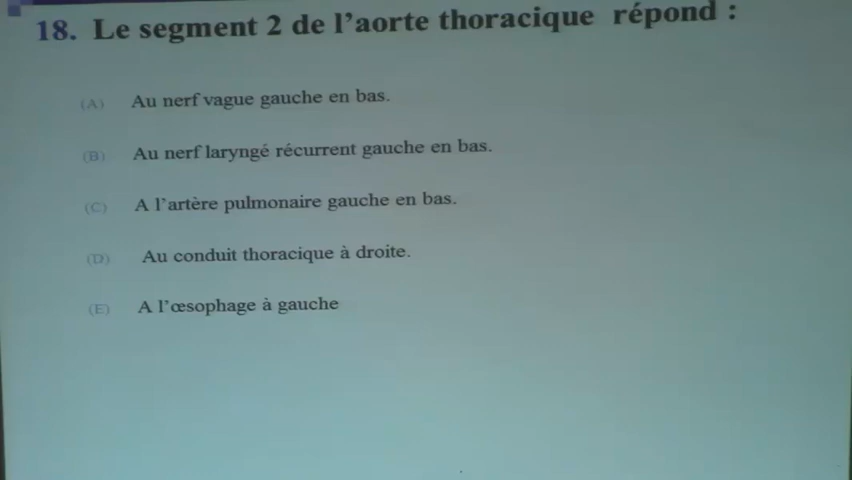 18. Le segment 2 de l'aorte thoracique répond :
(A) Au nerf vague gauche en bas.
(B) Au nerf laryngé récurrent gauche en bas.
(C) A l'artère pulmonaire gauche en bas.
(D) Au conduit thoracique à droite.
(E) A l'œsophage à gauche